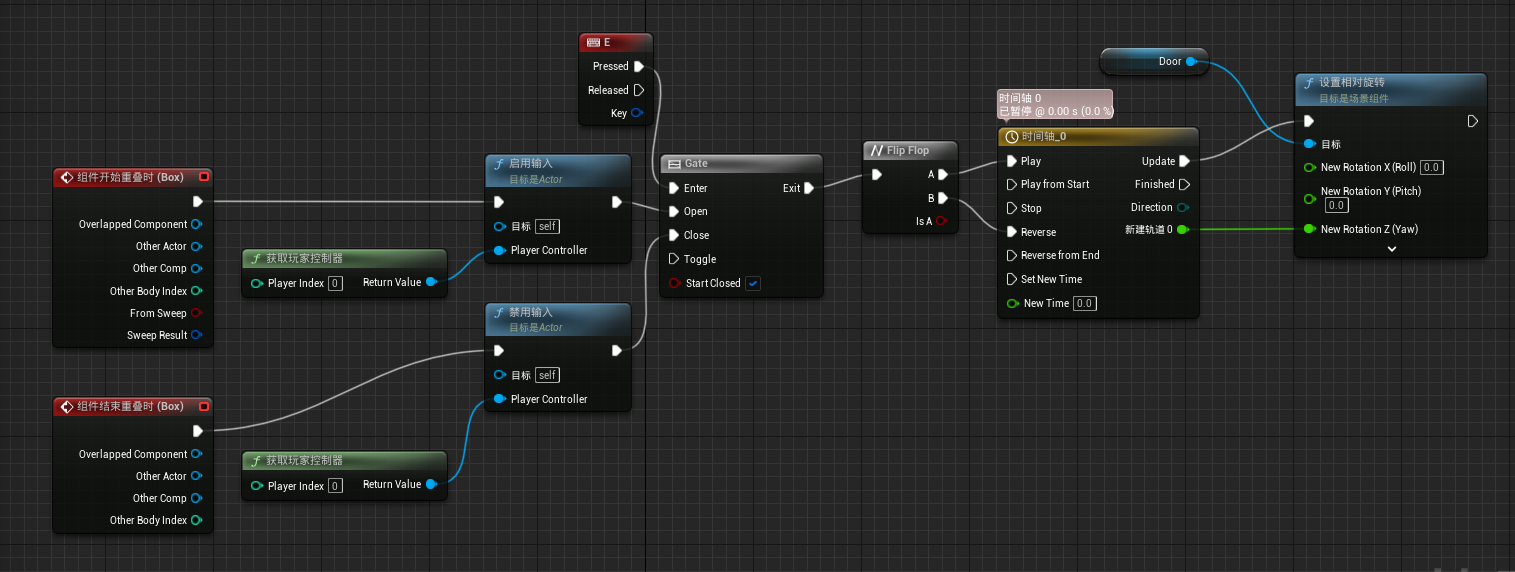 E
Pressed
Released
Key
Door
设置相对旋转
目标是场景组件
目标
New Rotation X (Roll) 0.0
New Rotation Y (Pitch)
0.0
New Rotation Z (Yaw)
时间轴 0
已暂停 @ 0.00 s (0.0 %)
时间轴_0
Play
Update
Play from Start
Finished
Stop
Direction
Reverse
新建轨道 0
Reverse from End
Set New Time
New Time 0.0
Flip Flop
A
B
Is A
Gate
Enter
Exit
Open
Close
Toggle
Start Closed
启用输入
目标是Actor
目标 self
Player Controller
组件开始重叠时 (Box)
Overlapped Component
Other Actor
Other Comp
Other Body Index
From Sweep
Sweep Result
获取玩家控制器
Player Index 0
Return Value
禁用输入
目标是Actor
目标 self
Player Controller
组件结束重叠时 (Box)
Overlapped Component
Other Actor
Other Comp
Other Body Index
获取玩家控制器
Player Index 0
Return Value